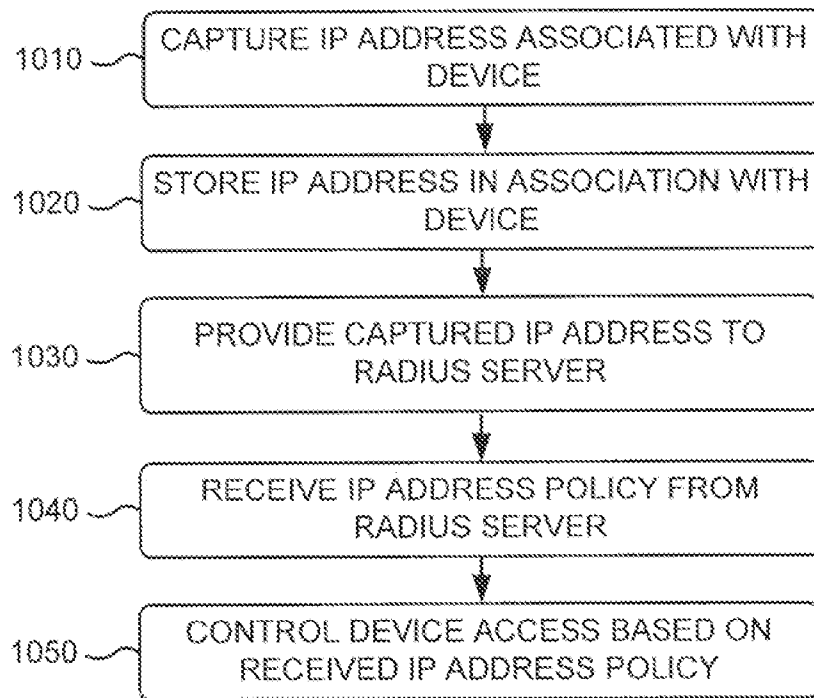 1010
CAPTURE IP ADDRESS ASSOCIATED WITH
DEVICE
1020
STORE IP ADDRESS IN ASSOCIATION WITH
DEVICE
1030
PROVIDE CAPTURED IP ADDRESS TO
RADIUS SERVER
1040
RECEIVE IP ADDRESS POLICY FROM
RADIUS SERVER
1050
CONTROL DEVICE ACCESS BASED ON
RECEIVED IP ADDRESS POLICY